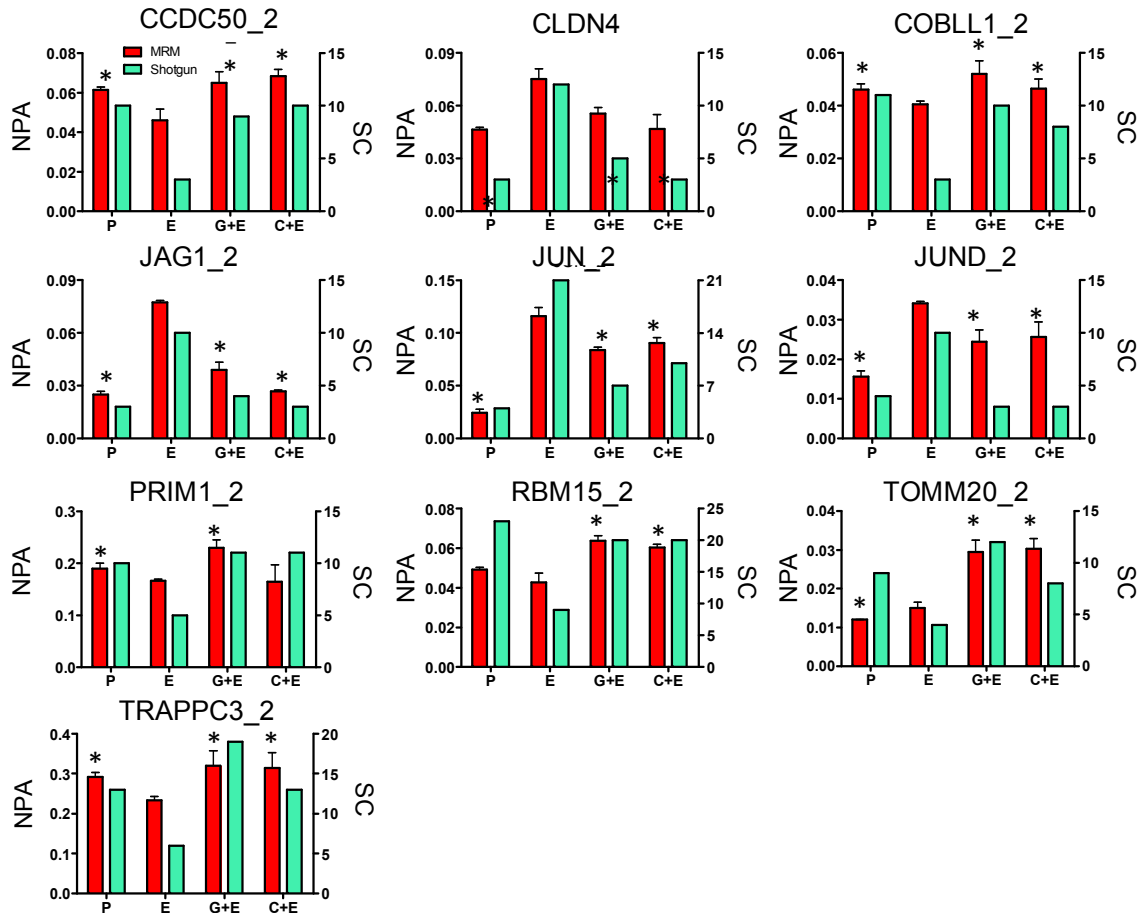 CCDC50_2
MRM
Shotgun
NPA
0.08
0.06
0.04
0.02
0.00
* * *
15
10
5
0
SC
P E G+E C+E
CLDN4
NPA
0.09
0.06
0.03
0.00
* * *
15
10
5
0
SC
P E G+E C+E
COBLL1_2
NPA
0.06
0.04
0.02
0.00
* * *
15
10
5
0
SC
P E G+E C+E
JAG1_2
NPA
0.09
0.06
0.03
0.00
* * *
15
10
5
0
SC
P E G+E C+E
JUN_2
NPA
0.15
0.10
0.05
0.00
* * *
21
14
7
0
SC
P E G+E C+E
JUND_2
NPA
0.04
0.03
0.02
0.01
0.00
* * *
15
10
5
0
SC
P E G+E C+E
PRIM1_2
NPA
0.3
0.2
0.1
0.0
* *
15
10
5
0
SC
P E G+E C+E
RBM15_2
NPA
0.08
0.06
0.04
0.02
0.00
* *
25
20
15
10
5
0
SC
P E G+E C+E
TOMM20_2
NPA
0.04
0.03
0.02
0.01
0.00
* * *
15
10
5
0
SC
P E G+E C+E
TRAPPC3_2
NPA
0.4
0.3
0.2
0.1
0.0
* * *
20
15
10
5
0
SC
P E G+E C+E